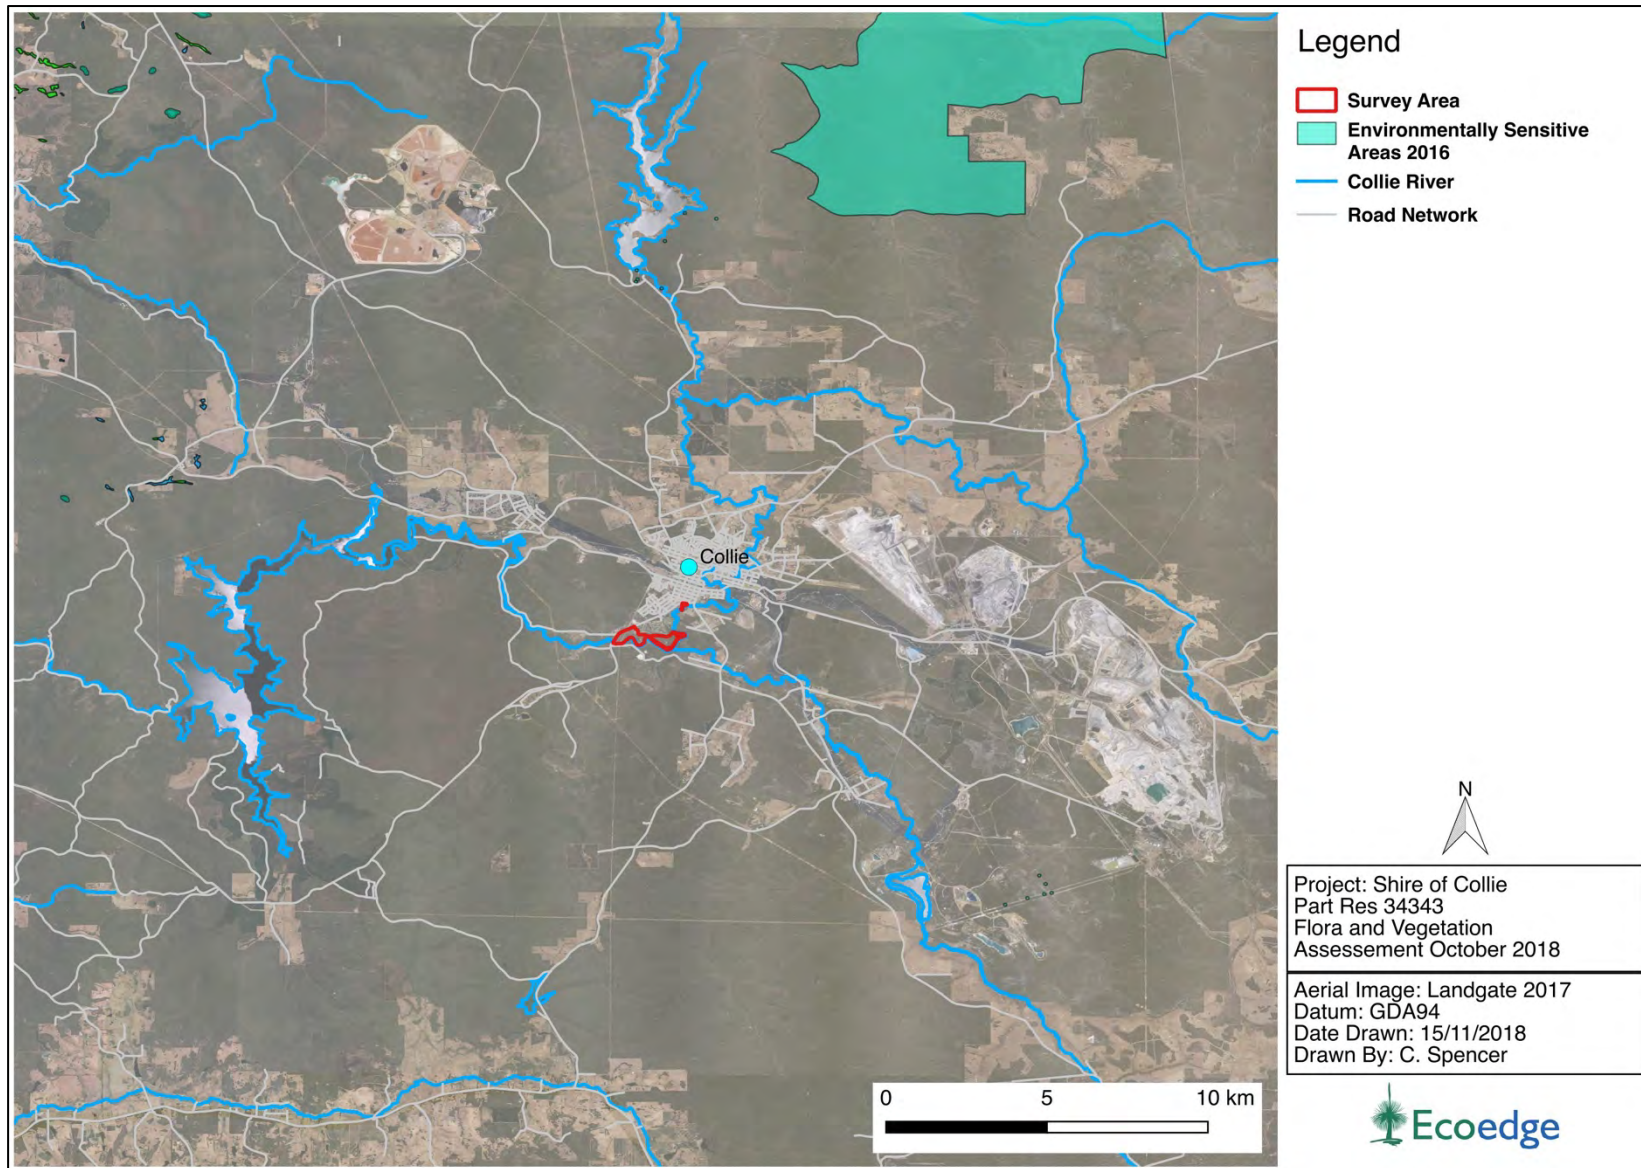 Legend
Survey Area
Environmentally Sensitive
Areas 2016
Collie River
Road Network
Collie
N
Project: Shire of Collie
Part Res 34343
Flora and Vegetation
Assessement October 2018
Aerial Image: Landgate 2017
Datum: GDA94
Date Drawn: 15/11/2018
Drawn By: C. Spencer
0 5 10 km
Ecoedge